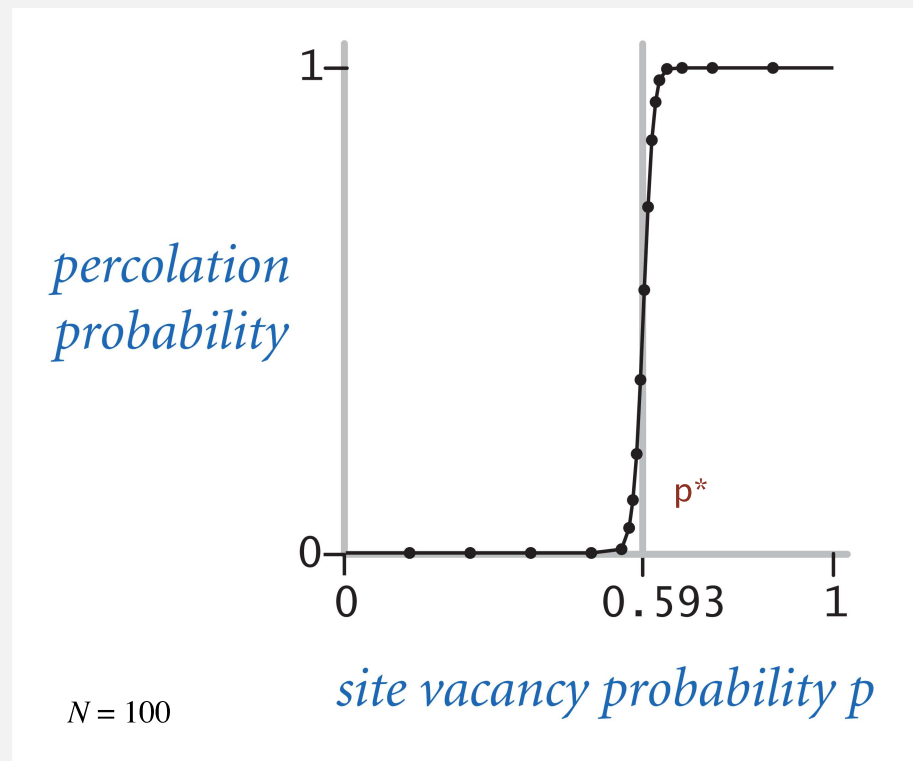 1
percolation
probability
p*
0
0
0.593
1
site vacancy probability p
N = 100